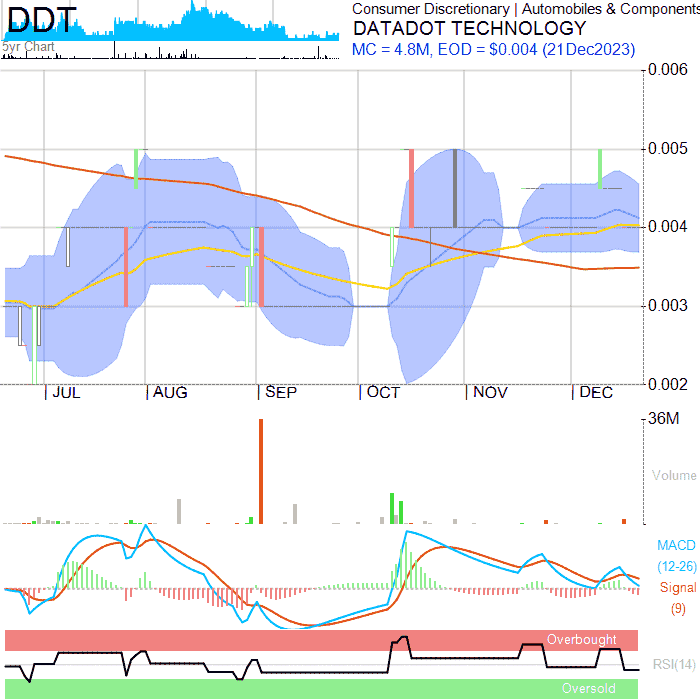 DDT
5yr Chart
Consumer Discretionary | Automobiles & Components
DATADOT TECHNOLOGY
MC = 4.8M, EOD = $0.004 (21Dec2023)
0.006
0.005
0.004
0.003
0.002
JUL AUG SEP OCT NOV DEC
36M
Volume
MACD
(12-26)
Signal
(9)
Overbought
RSI(14)
Oversold